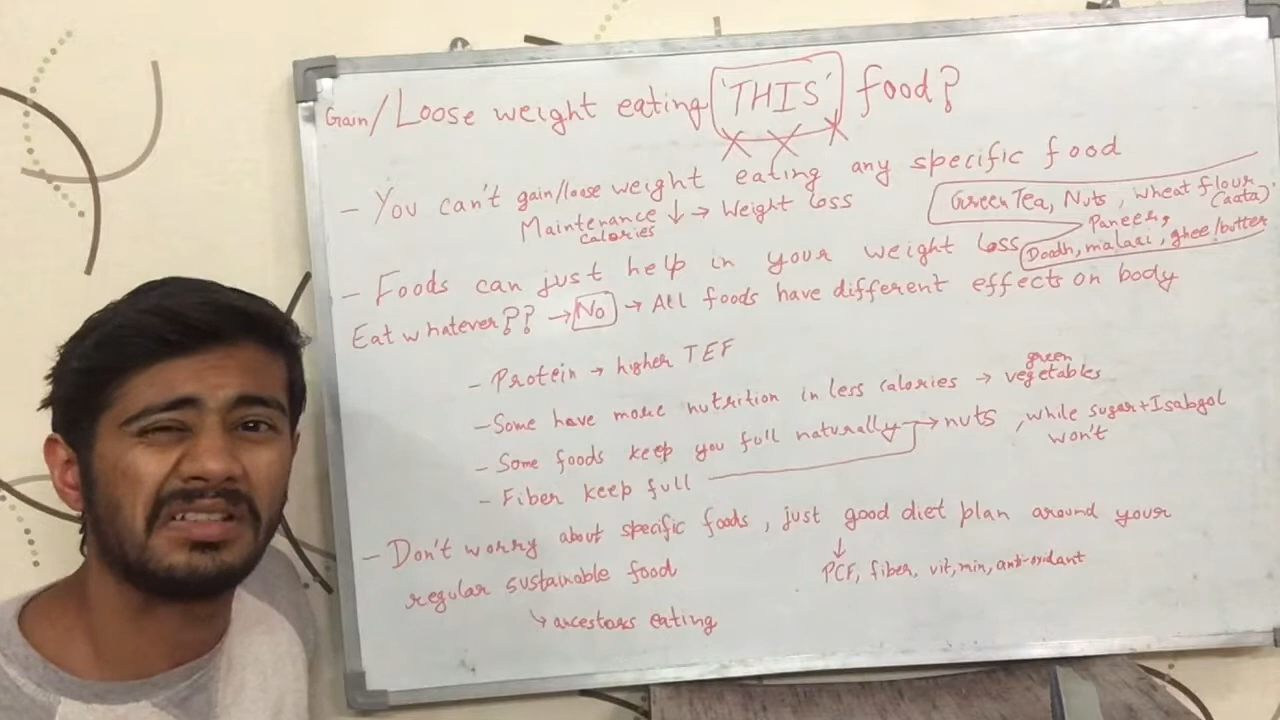 Gain/Loose weight eating 'THIS' food?
- You can't gain/loose weight eating any specific food
Maintenance calories ↓ → Weight loss
Green Tea, Nuts, wheat flour (aata)
Paneer,
Doodh, malaai, ghee/butter
- Foods can just help in your weight loss
Eat whatever?? → No → All foods have different effects on body
- Protein → higher TEF
- Some have more nutrition in less calories → green vegetables
- Some foods keep you full naturally → nuts, while sugar+Isabgol won't
- Fiber keep full
- Don't worry about specific foods, just good diet plan around your
regular sustainable food
↓
PCF, fiber, vit, min, anti-oxidant
↳ ancestors eating